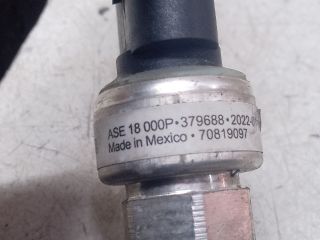 ASE 18 000P • 379688 • 2022-
Made in Mexico • 70819097